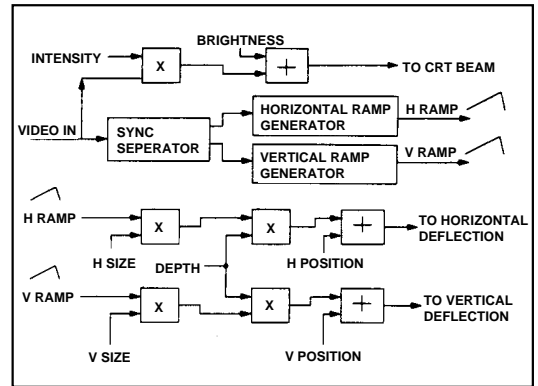 INTENSITY
X
BRIGHTNESS
+
TO CRT BEAM
VIDEO IN
SYNC
SEPERATOR
HORIZONTAL RAMP
GENERATOR
H RAMP
VERTICAL RAMP
GENERATOR
V RAMP
H RAMP
X
X
+
TO HORIZONTAL
DEFLECTION
H SIZE
DEPTH
H POSITION
V RAMP
X
X
+
TO VERTICAL
DEFLECTION
V SIZE
V POSITION